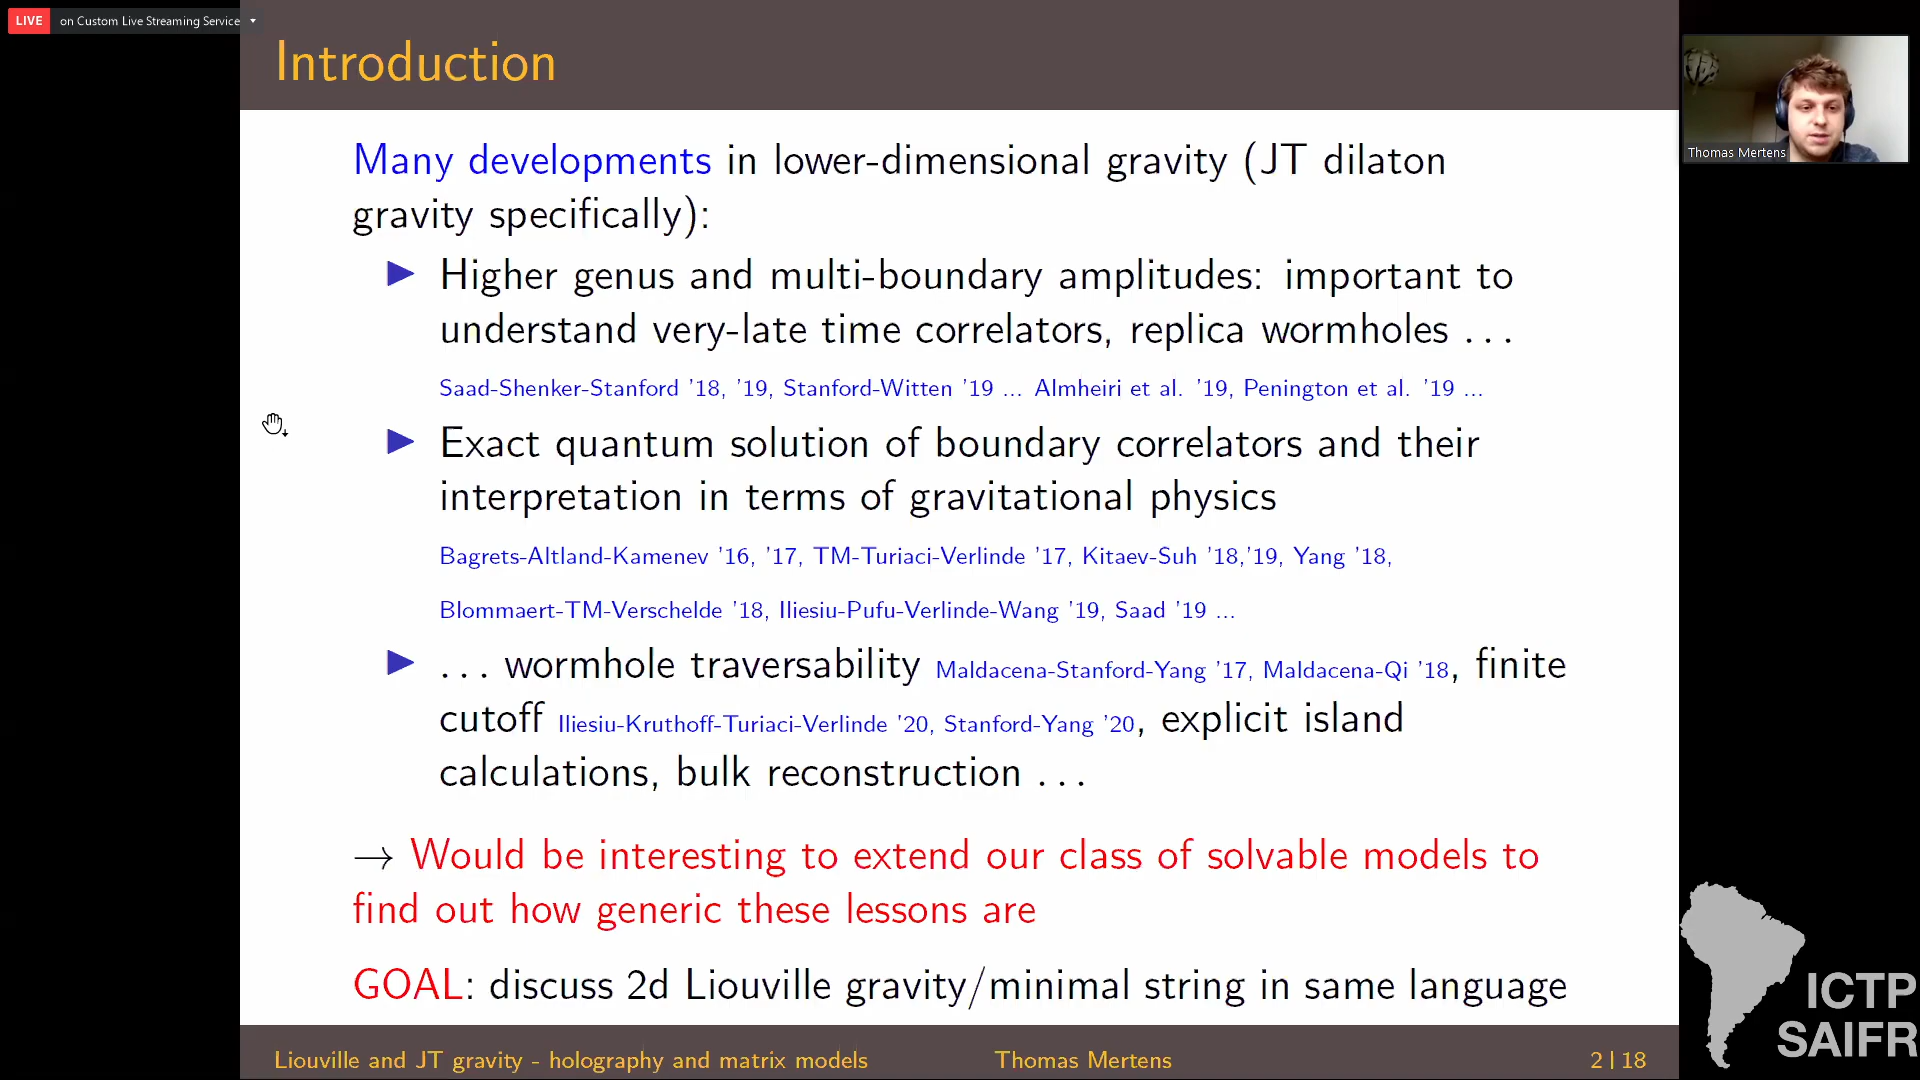 LIVE on Custom Live Streaming Service
Introduction
Thomas Mertens
Many developments in lower-dimensional gravity (JT dilaton
gravity specifically):
▶ Higher genus and multi-boundary amplitudes: important to
understand very-late time correlators, replica wormholes ...
Saad-Shenker-Stanford '18, '19, Stanford-Witten '19 ... Almheiri et al. '19, Penington et al. '19 ...
▶ Exact quantum solution of boundary correlators and their
interpretation in terms of gravitational physics
Bagrets-Altland-Kamenev '16, '17, TM-Turiaci-Verlinde '17, Kitaev-Suh '18,'19, Yang '18,
Blommaert-TM-Verschelde '18, Iliesiu-Pufu-Verlinde-Wang '19, Saad '19 ...
▶ ... wormhole traversability Maldacena-Stanford-Yang '17, Maldacena-Qi '18, finite
cutoff Iliesiu-Kruthoff-Turiaci-Verlinde '20, Stanford-Yang '20, explicit island
calculations, bulk reconstruction ...
→ Would be interesting to extend our class of solvable models to
find out how generic these lessons are
GOAL: discuss 2d Liouville gravity/minimal string in same language
Liouville and JT gravity - holography and matrix models Thomas Mertens 2 | 18
ICTP
SAIFR